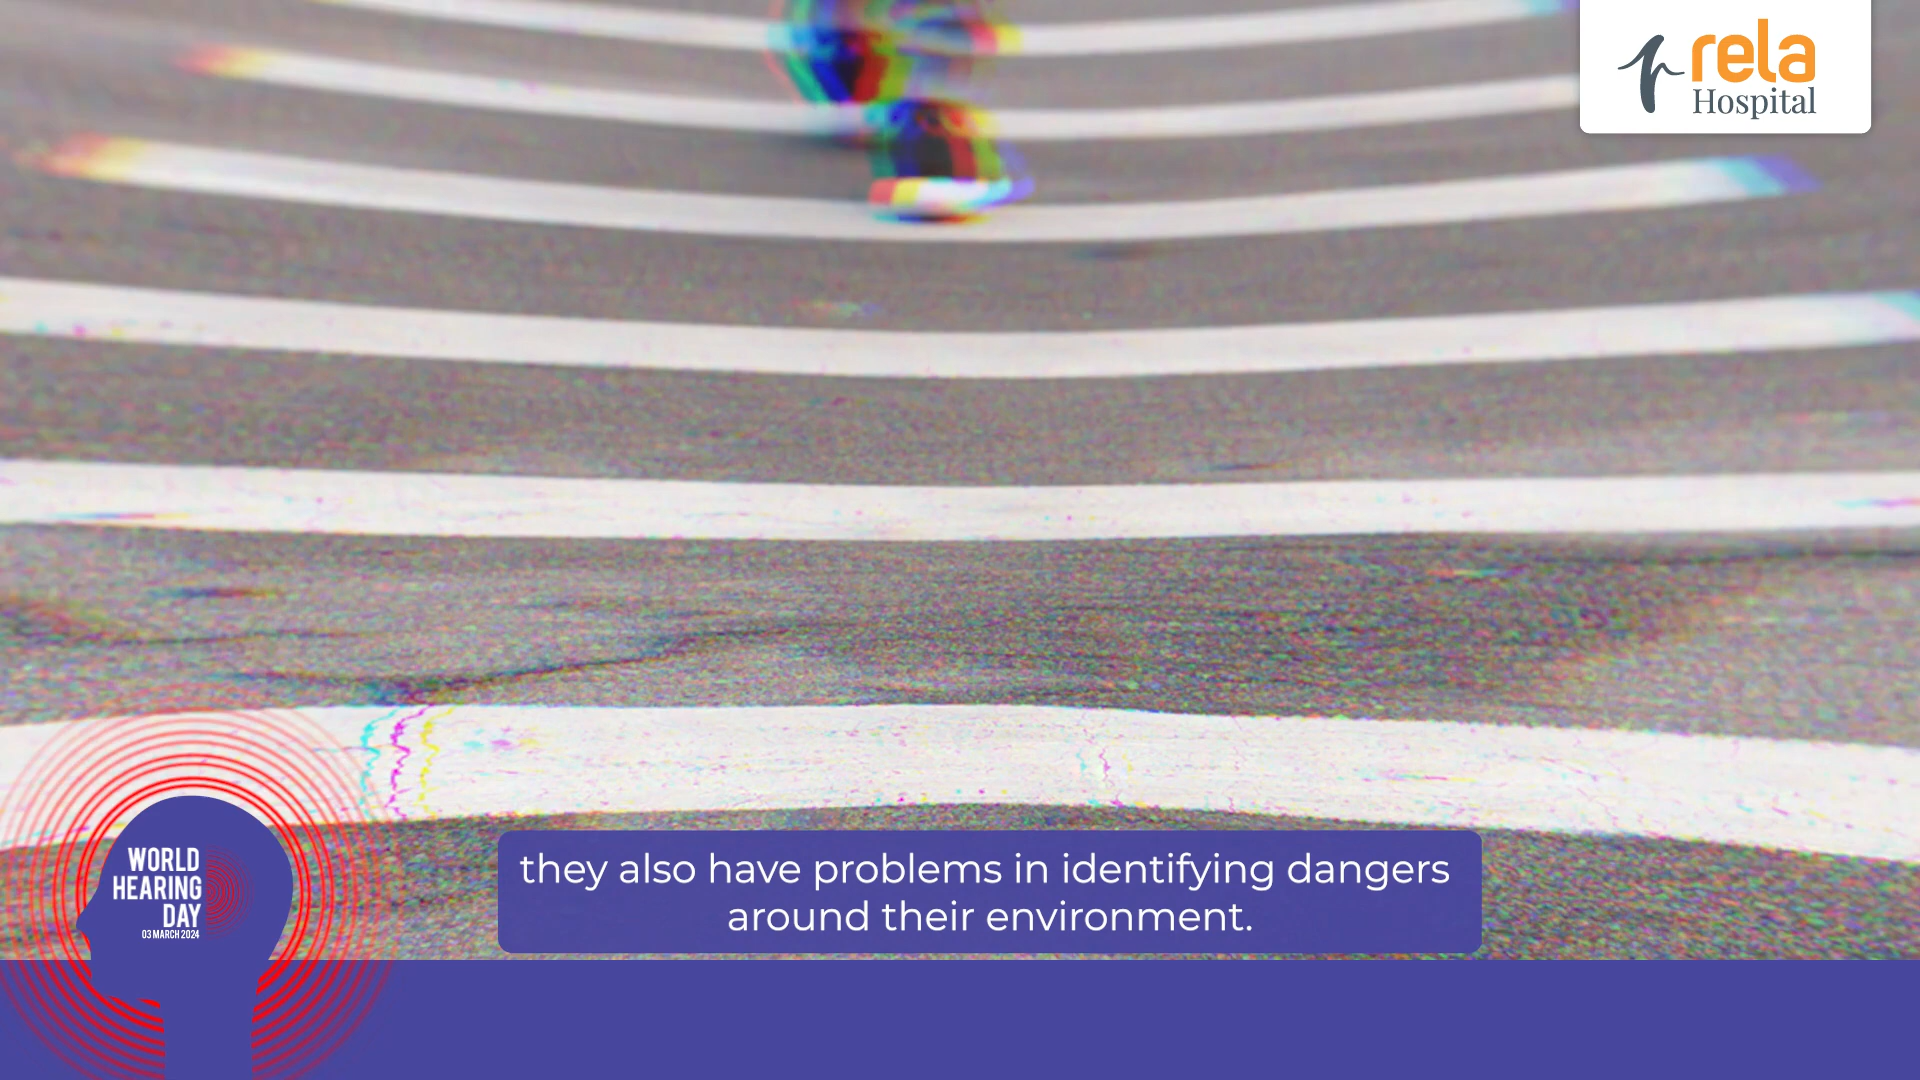 rela
Hospital
WORLD
HEARING
DAY
03 MARCH 2024
they also have problems in identifying dangers
around their environment.